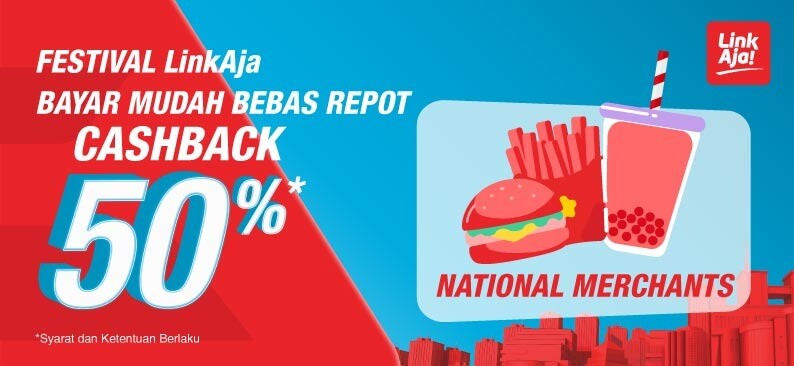 FESTIVAL LinkAja
BAYAR MUDAH BEBAS REPOT
CASHBACK
50%*
*Syarat dan Ketentuan Berlaku
Link
Aja!
NATIONAL MERCHANTS